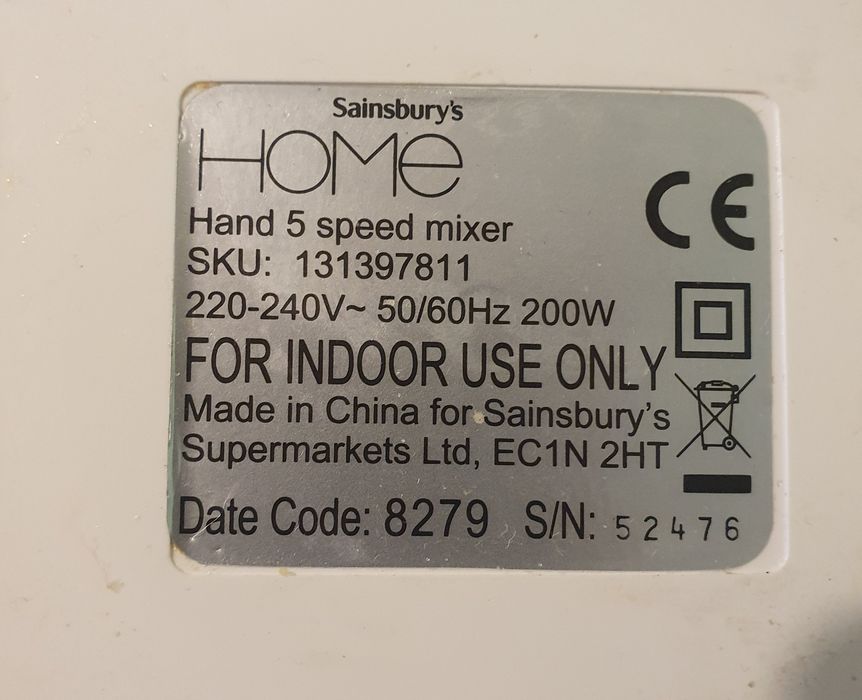 Sainsbury's
HOMe
Hand 5 speed mixer
SKU: 131397811
220-240V~ 50/60Hz 200W
FOR INDOOR USE ONLY
Made in China for Sainsbury's
Supermarkets Ltd, EC1N 2HT
Date Code: 8279 S/N: 52476
CE